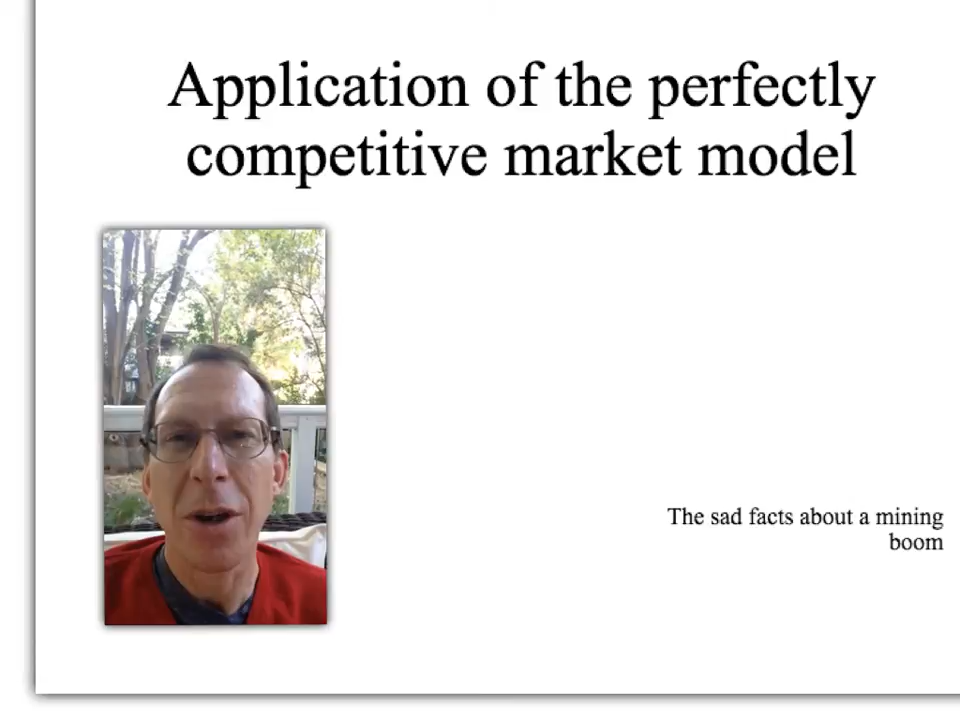 Application of the perfectly
competitive market model
The sad facts about a mining
boom